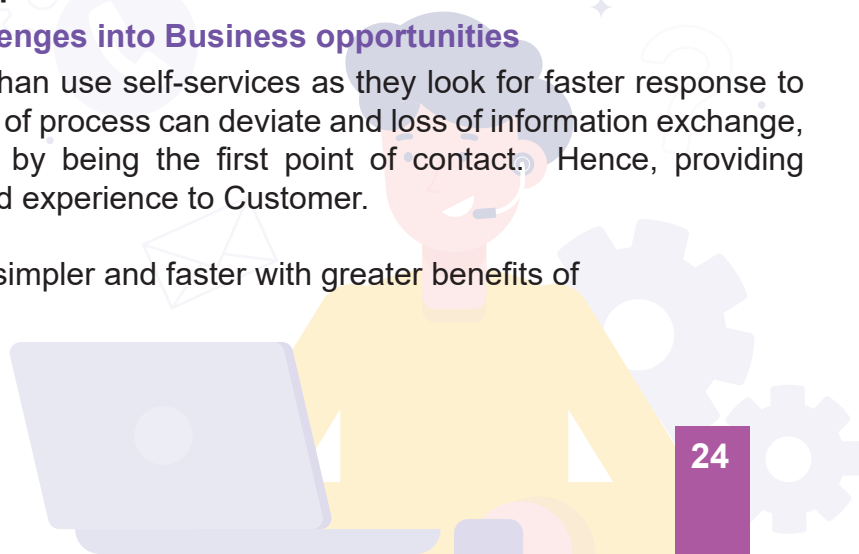 enges into Business opportunities
han use self-services as they look for faster response to
of process can deviate and loss of information exchange,
by being the first point of contact. Hence, providing
d experience to Customer.
simpler and faster with greater benefits of
24